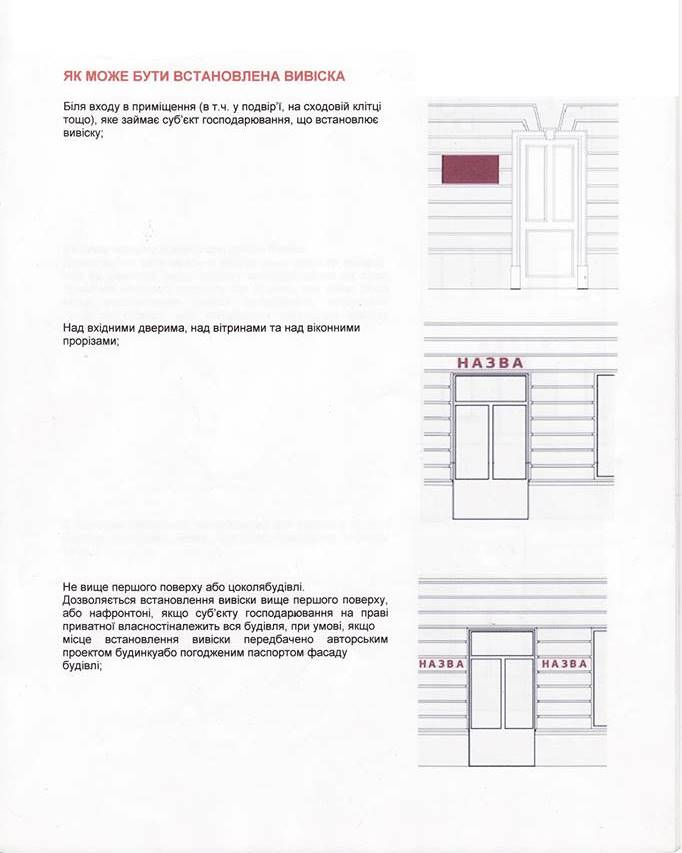 ЯК МОЖЕ БУТИ ВСТАНОВЛЕНА ВИВІСКА
Біля входу в приміщення (в т.ч. у подвір'ї, на сходовій клітці
тощо), яке займає суб'єкт господарювання, що встановлює
вивіску;
Над вхідними дверима, над вітринами та над віконними
прорізами;
НАЗВА
Не вище першого поверху або цоколябудівлі.
Дозволяється встановлення вивіски вище першого поверху,
або нафронтоні, якщо суб'єкту господарювання на праві
приватної власностіналежить вся будівля, при умові, якщо
місце встановлення вивіски передбачено авторським
проектом будинкуабо погодженим паспортом фасаду
будівлі;
НАЗВА НАЗВА